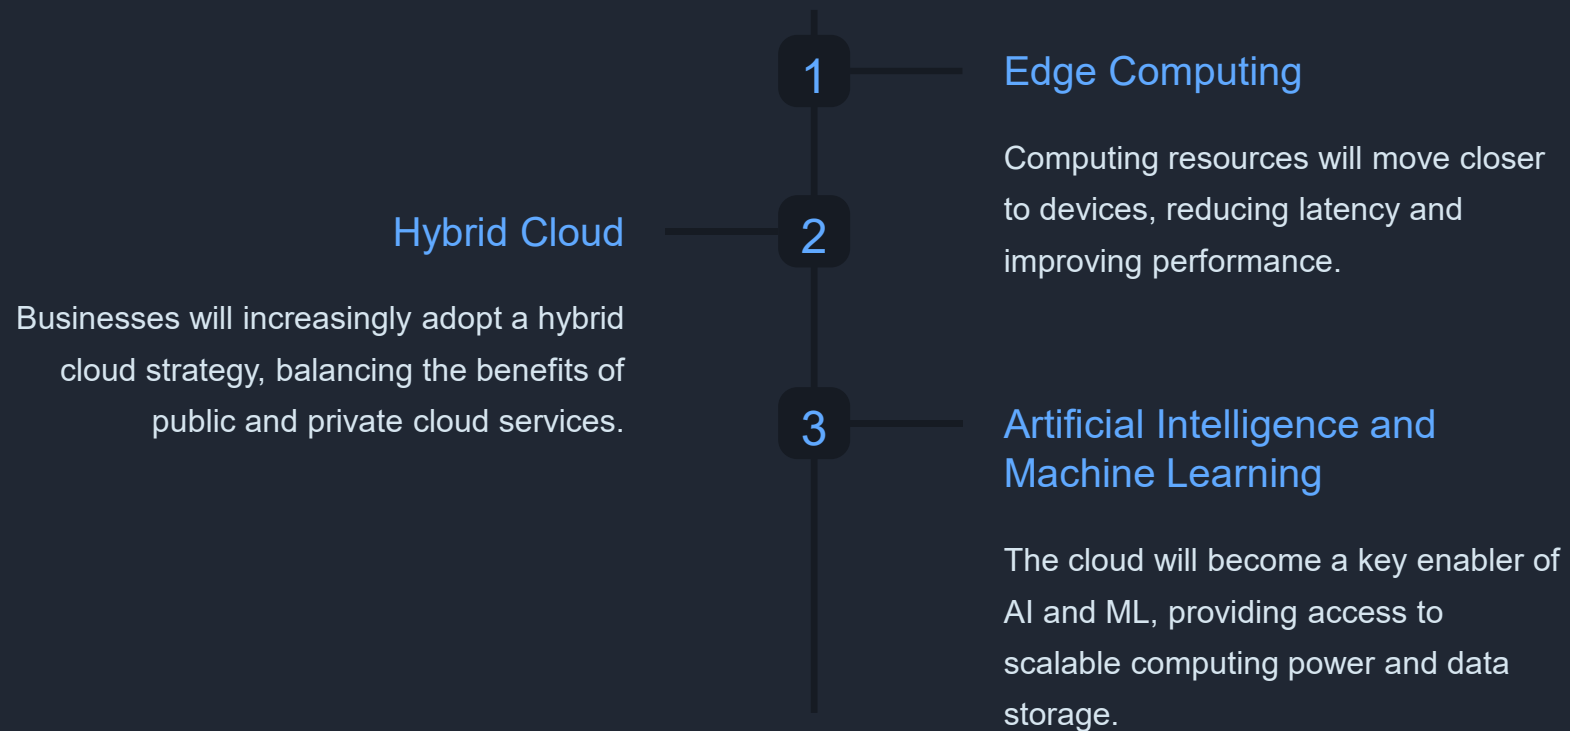 1
Edge Computing
Computing resources will move closer
to devices, reducing latency and
improving performance.
2
Hybrid Cloud
Businesses will increasingly adopt a hybrid
cloud strategy, balancing the benefits of
public and private cloud services.
3
Artificial Intelligence and
Machine Learning
The cloud will become a key enabler of
AI and ML, providing access to
scalable computing power and data
storage.